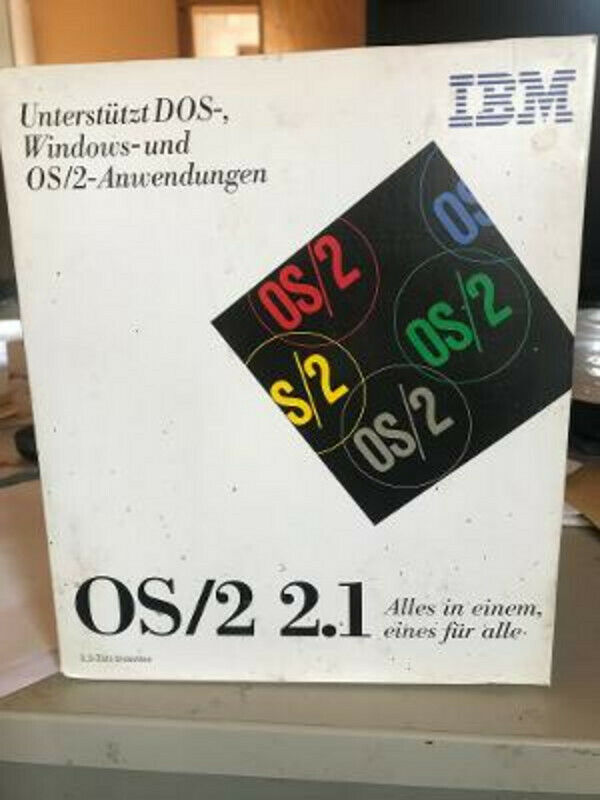 Unterstützt DOS-,
Windows- und
OS/2-Anwendungen
IBM
OS
OS/2
OS/2
S/2
OS/2
OS/2 2.1
Alles in einem,
eines für alle.